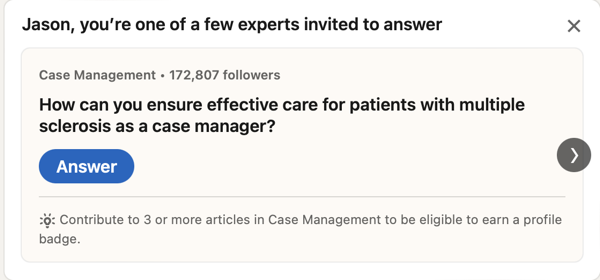 Jason, you’re one of a few experts invited to answer
Case Management • 172,807 followers
How can you ensure effective care for patients with multiple
sclerosis as a case manager?
Answer
Contribute to 3 or more articles in Case Management to be eligible to earn a profile
badge.